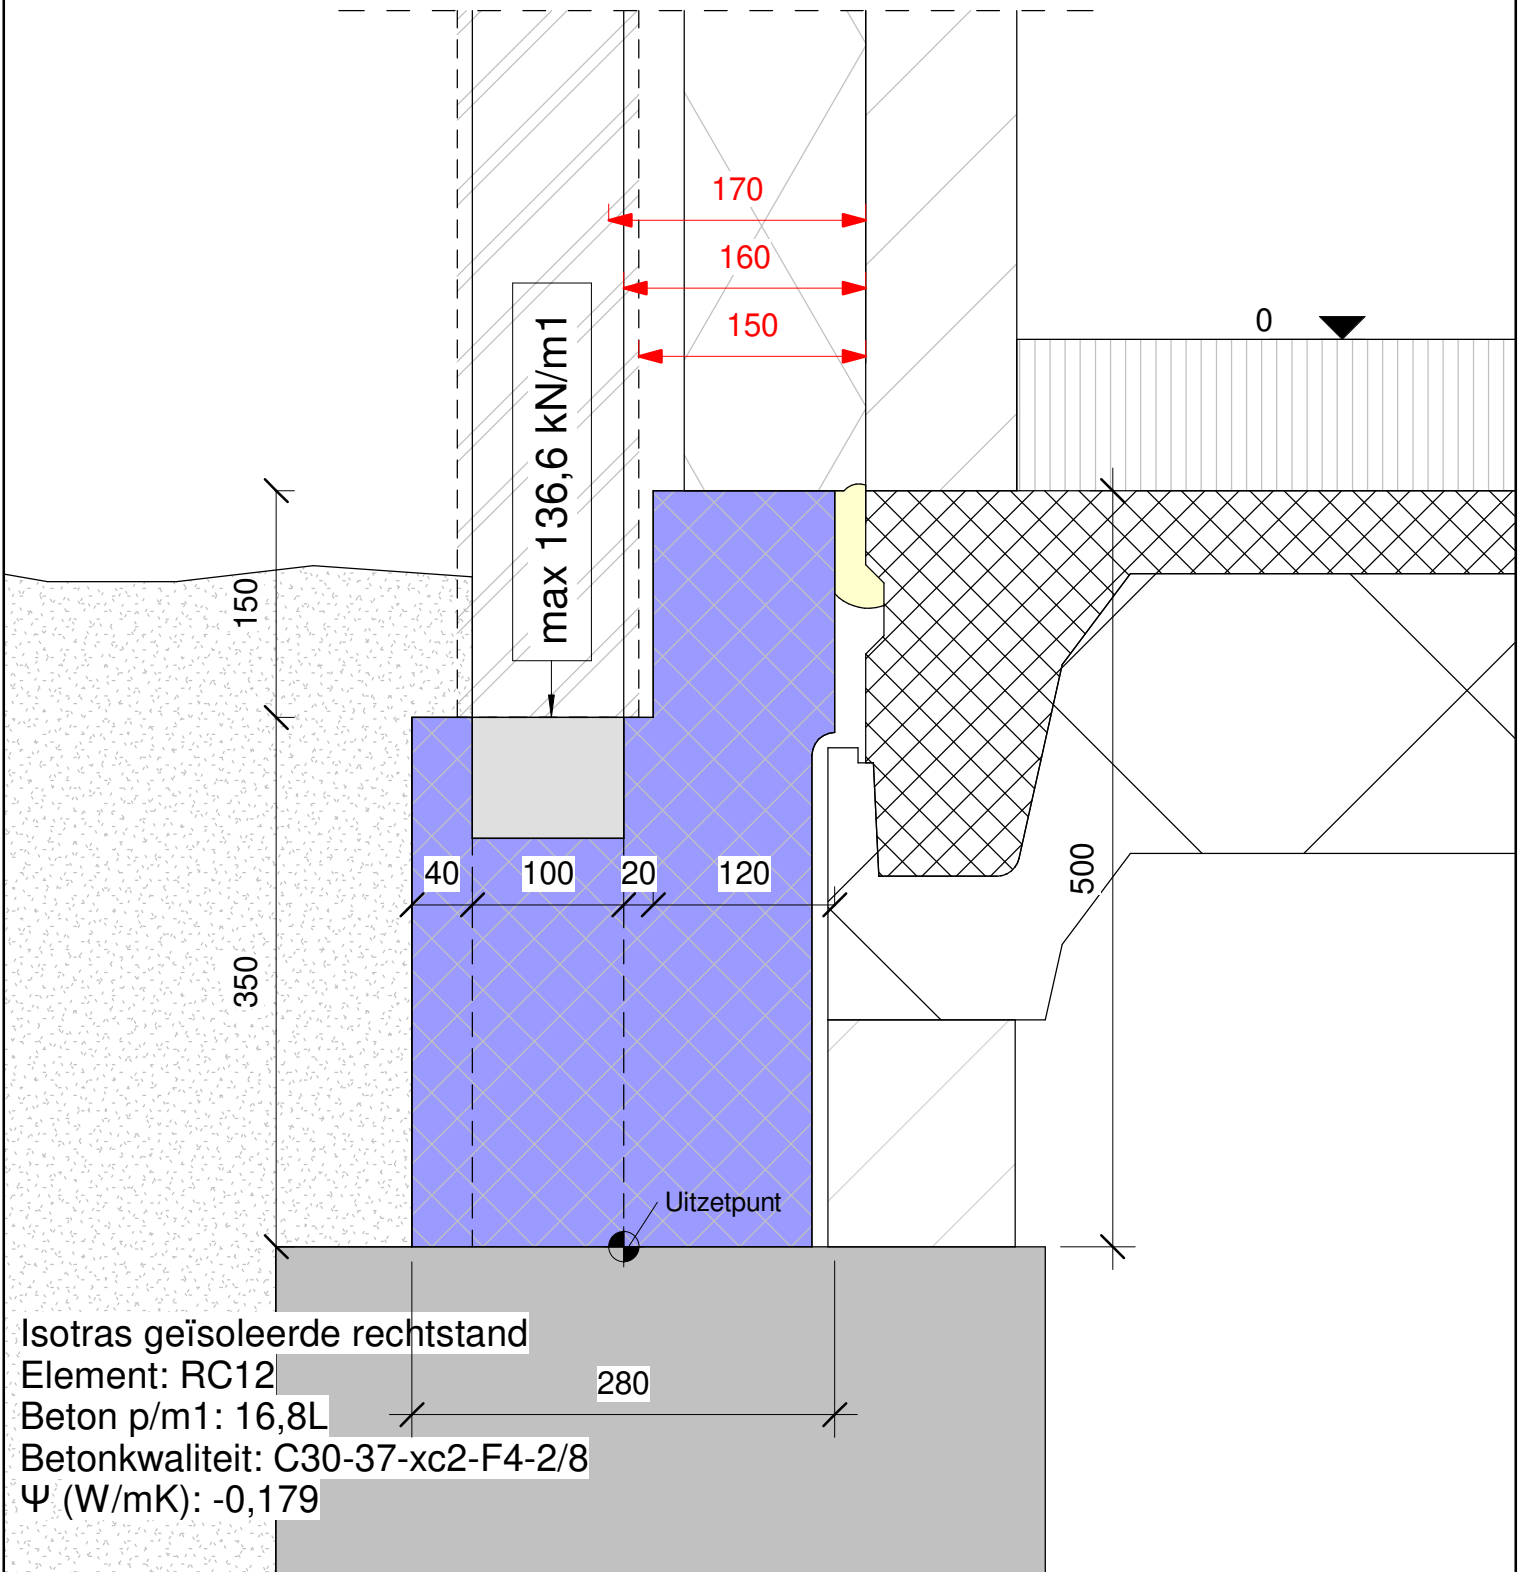 170
160
150
0
max 136,6 kN/m1
150
40
100
20
120
500
350
Uitzetpunt
Isotras geïsoleerde rechtstand
Element: RC12
Beton p/m1: 16,8L
Betonkwaliteit: C30-37-xc2-F4-2/8
Ψ (W/mK): -0,179
280